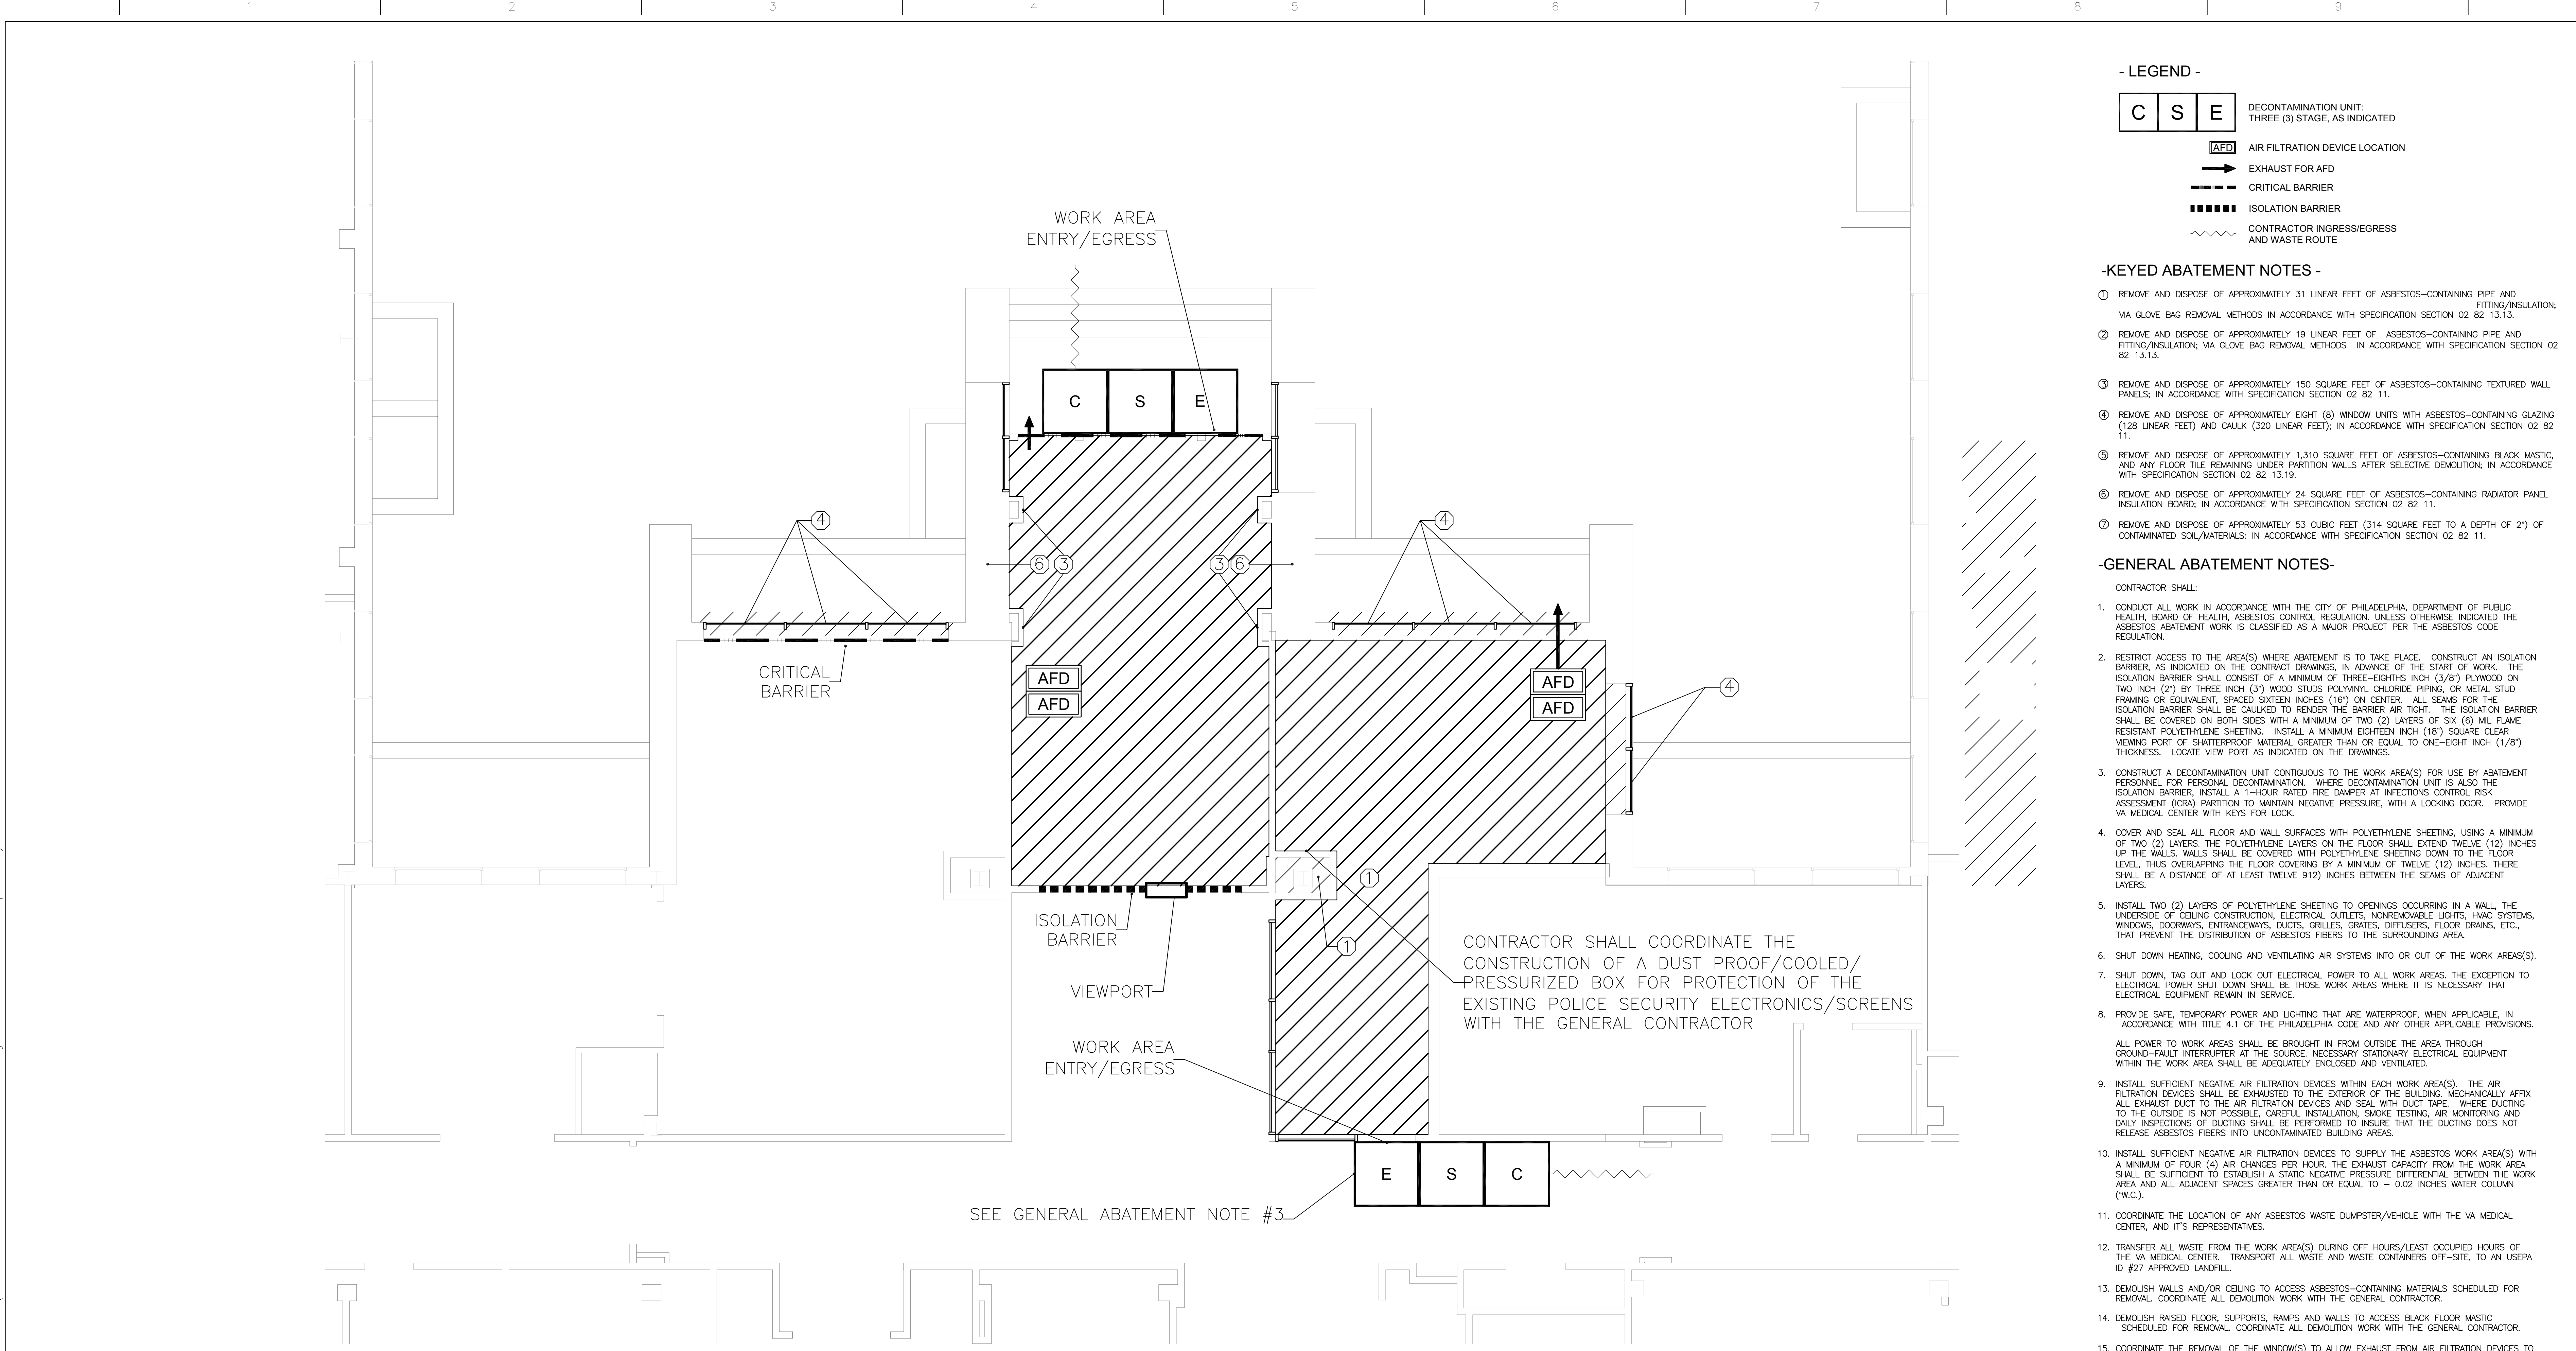 1 2 3 4 5 6 7 8 9
WORK AREA
ENTRY/EGRESS
C S E
4
4
6 3
3 6
CRITICAL
BARRIER
AFD
AFD
AFD
AFD
4
1
ISOLATION
BARRIER
1
VIEWPORT
CONTRACTOR SHALL COORDINATE THE
CONSTRUCTION OF A DUST PROOF/COOLED/
PRESSURIZED BOX FOR PROTECTION OF THE
EXISTING POLICE SECURITY ELECTRONICS/SCREENS
WITH THE GENERAL CONTRACTOR
WORK AREA
ENTRY/EGRESS
E S C
SEE GENERAL ABATEMENT NOTE #3
- LEGEND -
C S E
DECONTAMINATION UNIT:
THREE (3) STAGE, AS INDICATED
AFD AIR FILTRATION DEVICE LOCATION
EXHAUST FOR AFD
CRITICAL BARRIER
ISOLATION BARRIER
CONTRACTOR INGRESS/EGRESS
AND WASTE ROUTE
-KEYED ABATEMENT NOTES -
1 REMOVE AND DISPOSE OF APPROXIMATELY 31 LINEAR FEET OF ASBESTOS-CONTAINING PIPE AND
FITTING/INSULATION;
VIA GLOVE BAG REMOVAL METHODS IN ACCORDANCE WITH SPECIFICATION SECTION 02 82 13.13.
2 REMOVE AND DISPOSE OF APPROXIMATELY 19 LINEAR FEET OF ASBESTOS-CONTAINING PIPE AND
FITTING/INSULATION; VIA GLOVE BAG REMOVAL METHODS IN ACCORDANCE WITH SPECIFICATION SECTION 02
82 13.13.
3 REMOVE AND DISPOSE OF APPROXIMATELY 150 SQUARE FEET OF ASBESTOS-CONTAINING TEXTURED WALL
PANELS; IN ACCORDANCE WITH SPECIFICATION SECTION 02 82 11.
4 REMOVE AND DISPOSE OF APPROXIMATELY EIGHT (8) WINDOW UNITS WITH ASBESTOS-CONTAINING GLAZING
(128 LINEAR FEET) AND CAULK (320 LINEAR FEET); IN ACCORDANCE WITH SPECIFICATION SECTION 02 82
11.
5 REMOVE AND DISPOSE OF APPROXIMATELY 1,310 SQUARE FEET OF ASBESTOS-CONTAINING BLACK MASTIC,
AND ANY FLOOR TILE REMAINING UNDER PARTITION WALLS AFTER SELECTIVE DEMOLITION; IN ACCORDANCE
WITH SPECIFICATION SECTION 02 82 13.19.
6 REMOVE AND DISPOSE OF APPROXIMATELY 24 SQUARE FEET OF ASBESTOS-CONTAINING RADIATOR PANEL
INSULATION BOARD; IN ACCORDANCE WITH SPECIFICATION SECTION 02 82 11.
7 REMOVE AND DISPOSE OF APPROXIMATELY 53 CUBIC FEET (314 SQUARE FEET TO A DEPTH OF 2") OF
CONTAMINATED SOIL/MATERIALS: IN ACCORDANCE WITH SPECIFICATION SECTION 02 82 11.
-GENERAL ABATEMENT NOTES-
CONTRACTOR SHALL:
1. CONDUCT ALL WORK IN ACCORDANCE WITH THE CITY OF PHILADELPHIA, DEPARTMENT OF PUBLIC
HEALTH, BOARD OF HEALTH, ASBESTOS CONTROL REGULATION. UNLESS OTHERWISE INDICATED THE
ASBESTOS ABATEMENT WORK IS CLASSIFIED AS A MAJOR PROJECT PER THE ASBESTOS CODE
REGULATION.
2. RESTRICT ACCESS TO THE AREA(S) WHERE ABATEMENT IS TO TAKE PLACE. CONSTRUCT AN ISOLATION
BARRIER, AS INDICATED ON THE CONTRACT DRAWINGS, IN ADVANCE OF THE START OF WORK. THE
ISOLATION BARRIER SHALL CONSIST OF A MINIMUM OF THREE-EIGHTHS INCH (3/8") PLYWOOD ON
TWO INCH (2") BY THREE INCH (3") WOOD STUDS POLYVINYL CHLORIDE PIPING, OR METAL STUD
FRAMING OR EQUIVALENT, SPACED SIXTEEN INCHES (16") ON CENTER. ALL SEAMS FOR THE
ISOLATION BARRIER SHALL BE CAULKED TO RENDER THE BARRIER AIR TIGHT. THE ISOLATION BARRIER
SHALL BE COVERED ON BOTH SIDES WITH A MINIMUM OF TWO (2) LAYERS OF SIX (6) MIL FLAME
RESISTANT POLYETHYLENE SHEETING. INSTALL A MINIMUM EIGHTEEN INCH (18") SQUARE CLEAR
VIEWING PORT OF SHATTERPROOF MATERIAL GREATER THAN OR EQUAL TO ONE-EIGHT INCH (1/8")
THICKNESS. LOCATE VIEW PORT AS INDICATED ON THE DRAWINGS.
3. CONSTRUCT A DECONTAMINATION UNIT CONTIGUOUS TO THE WORK AREA(S) FOR USE BY ABATEMENT
PERSONNEL FOR PERSONAL DECONTAMINATION. WHERE DECONTAMINATION UNIT IS ALSO THE
ISOLATION BARRIER, INSTALL A 1-HOUR RATED FIRE DAMPER AT INFECTIONS CONTROL RISK
ASSESSMENT (ICRA) PARTITION TO MAINTAIN NEGATIVE PRESSURE, WITH A LOCKING DOOR. PROVIDE
VA MEDICAL CENTER WITH KEYS FOR LOCK.
4. COVER AND SEAL ALL FLOOR AND WALL SURFACES WITH POLYETHYLENE SHEETING, USING A MINIMUM
OF TWO (2) LAYERS. THE POLYETHYLENE LAYERS ON THE FLOOR SHALL EXTEND TWELVE (12) INCHES
UP THE WALLS. WALLS SHALL BE COVERED WITH POLYETHYLENE SHEETING DOWN TO THE FLOOR
LEVEL, THUS OVERLAPPING THE FLOOR COVERING BY A MINIMUM OF TWELVE (12) INCHES. THERE
SHALL BE A DISTANCE OF AT LEAST TWELVE 912) INCHES BETWEEN THE SEAMS OF ADJACENT
LAYERS.
5. INSTALL TWO (2) LAYERS OF POLYETHYLENE SHEETING TO OPENINGS OCCURRING IN A WALL, THE
UNDERSIDE OF CEILING CONSTRUCTION, ELECTRICAL OUTLETS, NONREMOVABLE LIGHTS, HVAC SYSTEMS,
WINDOWS, DOORWAYS, ENTRANCEWAYS, DUCTS, GRILLES, GRATES, DIFFUSERS, FLOOR DRAINS, ETC.,
THAT PREVENT THE DISTRIBUTION OF ASBESTOS FIBERS TO THE SURROUNDING AREA.
6. SHUT DOWN HEATING, COOLING AND VENTILATING AIR SYSTEMS INTO OR OUT OF THE WORK AREAS(S).
7. SHUT DOWN, TAG OUT AND LOCK OUT ELECTRICAL POWER TO ALL WORK AREAS. THE EXCEPTION TO
ELECTRICAL POWER SHUT DOWN SHALL BE THOSE WORK AREAS WHERE IT IS NECESSARY THAT
ELECTRICAL EQUIPMENT REMAIN IN SERVICE.
8. PROVIDE SAFE, TEMPORARY POWER AND LIGHTING THAT ARE WATERPROOF, WHEN APPLICABLE, IN
ACCORDANCE WITH TITLE 4.1 OF THE PHILADELPHIA CODE AND ANY OTHER APPLICABLE PROVISIONS.
ALL POWER TO WORK AREAS SHALL BE BROUGHT IN FROM OUTSIDE THE AREA THROUGH
GROUND-FAULT INTERRUPTER AT THE SOURCE. NECESSARY STATIONARY ELECTRICAL EQUIPMENT
WITHIN THE WORK AREA SHALL BE ADEQUATELY ENCLOSED AND VENTILATED.
9. INSTALL SUFFICIENT NEGATIVE AIR FILTRATION DEVICES WITHIN EACH WORK AREA(S). THE AIR
FILTRATION DEVICES SHALL BE EXHAUSTED TO THE EXTERIOR OF THE BUILDING. MECHANICALLY AFFIX
ALL EXHAUST DUCT TO THE AIR FILTRATION DEVICES AND SEAL WITH DUCT TAPE. WHERE DUCTING
TO THE OUTSIDE IS NOT POSSIBLE, CAREFUL INSTALLATION, SMOKE TESTING, AIR MONITORING AND
DAILY INSPECTIONS OF DUCTING SHALL BE PERFORMED TO INSURE THAT THE DUCTING DOES NOT
RELEASE ASBESTOS FIBERS INTO UNCONTAMINATED BUILDING AREAS.
10. INSTALL SUFFICIENT NEGATIVE AIR FILTRATION DEVICES TO SUPPLY THE ASBESTOS WORK AREA(S) WITH
A MINIMUM OF FOUR (4) AIR CHANGES PER HOUR. THE EXHAUST CAPACITY FROM THE WORK AREA
SHALL BE SUFFICIENT TO ESTABLISH A STATIC NEGATIVE PRESSURE DIFFERENTIAL BETWEEN THE WORK
AREA AND ALL ADJACENT SPACES GREATER THAN OR EQUAL TO - 0.02 INCHES WATER COLUMN
("W.C.).
11. COORDINATE THE LOCATION OF ANY ASBESTOS WASTE DUMPSTER/VEHICLE WITH THE VA MEDICAL
CENTER, AND IT'S REPRESENTATIVES.
12. TRANSFER ALL WASTE FROM THE WORK AREA(S) DURING OFF HOURS/LEAST OCCUPIED HOURS OF
THE VA MEDICAL CENTER. TRANSPORT ALL WASTE AND WASTE CONTAINERS OFF-SITE, TO AN USEPA
ID #27 APPROVED LANDFILL.
13. DEMOLISH WALLS AND/OR CEILING TO ACCESS ASBESTOS-CONTAINING MATERIALS SCHEDULED FOR
REMOVAL. COORDINATE ALL DEMOLITION WORK WITH THE GENERAL CONTRACTOR.
14. DEMOLISH RAISED FLOOR, SUPPORTS, RAMPS AND WALLS TO ACCESS BLACK FLOOR MASTIC
SCHEDULED FOR REMOVAL. COORDINATE ALL DEMOLITION WORK WITH THE GENERAL CONTRACTOR.
15. COORDINATE THE REMOVAL OF THE WINDOW(S) TO ALLOW EXHAUST FROM AIR FILTRATION DEVICES TO